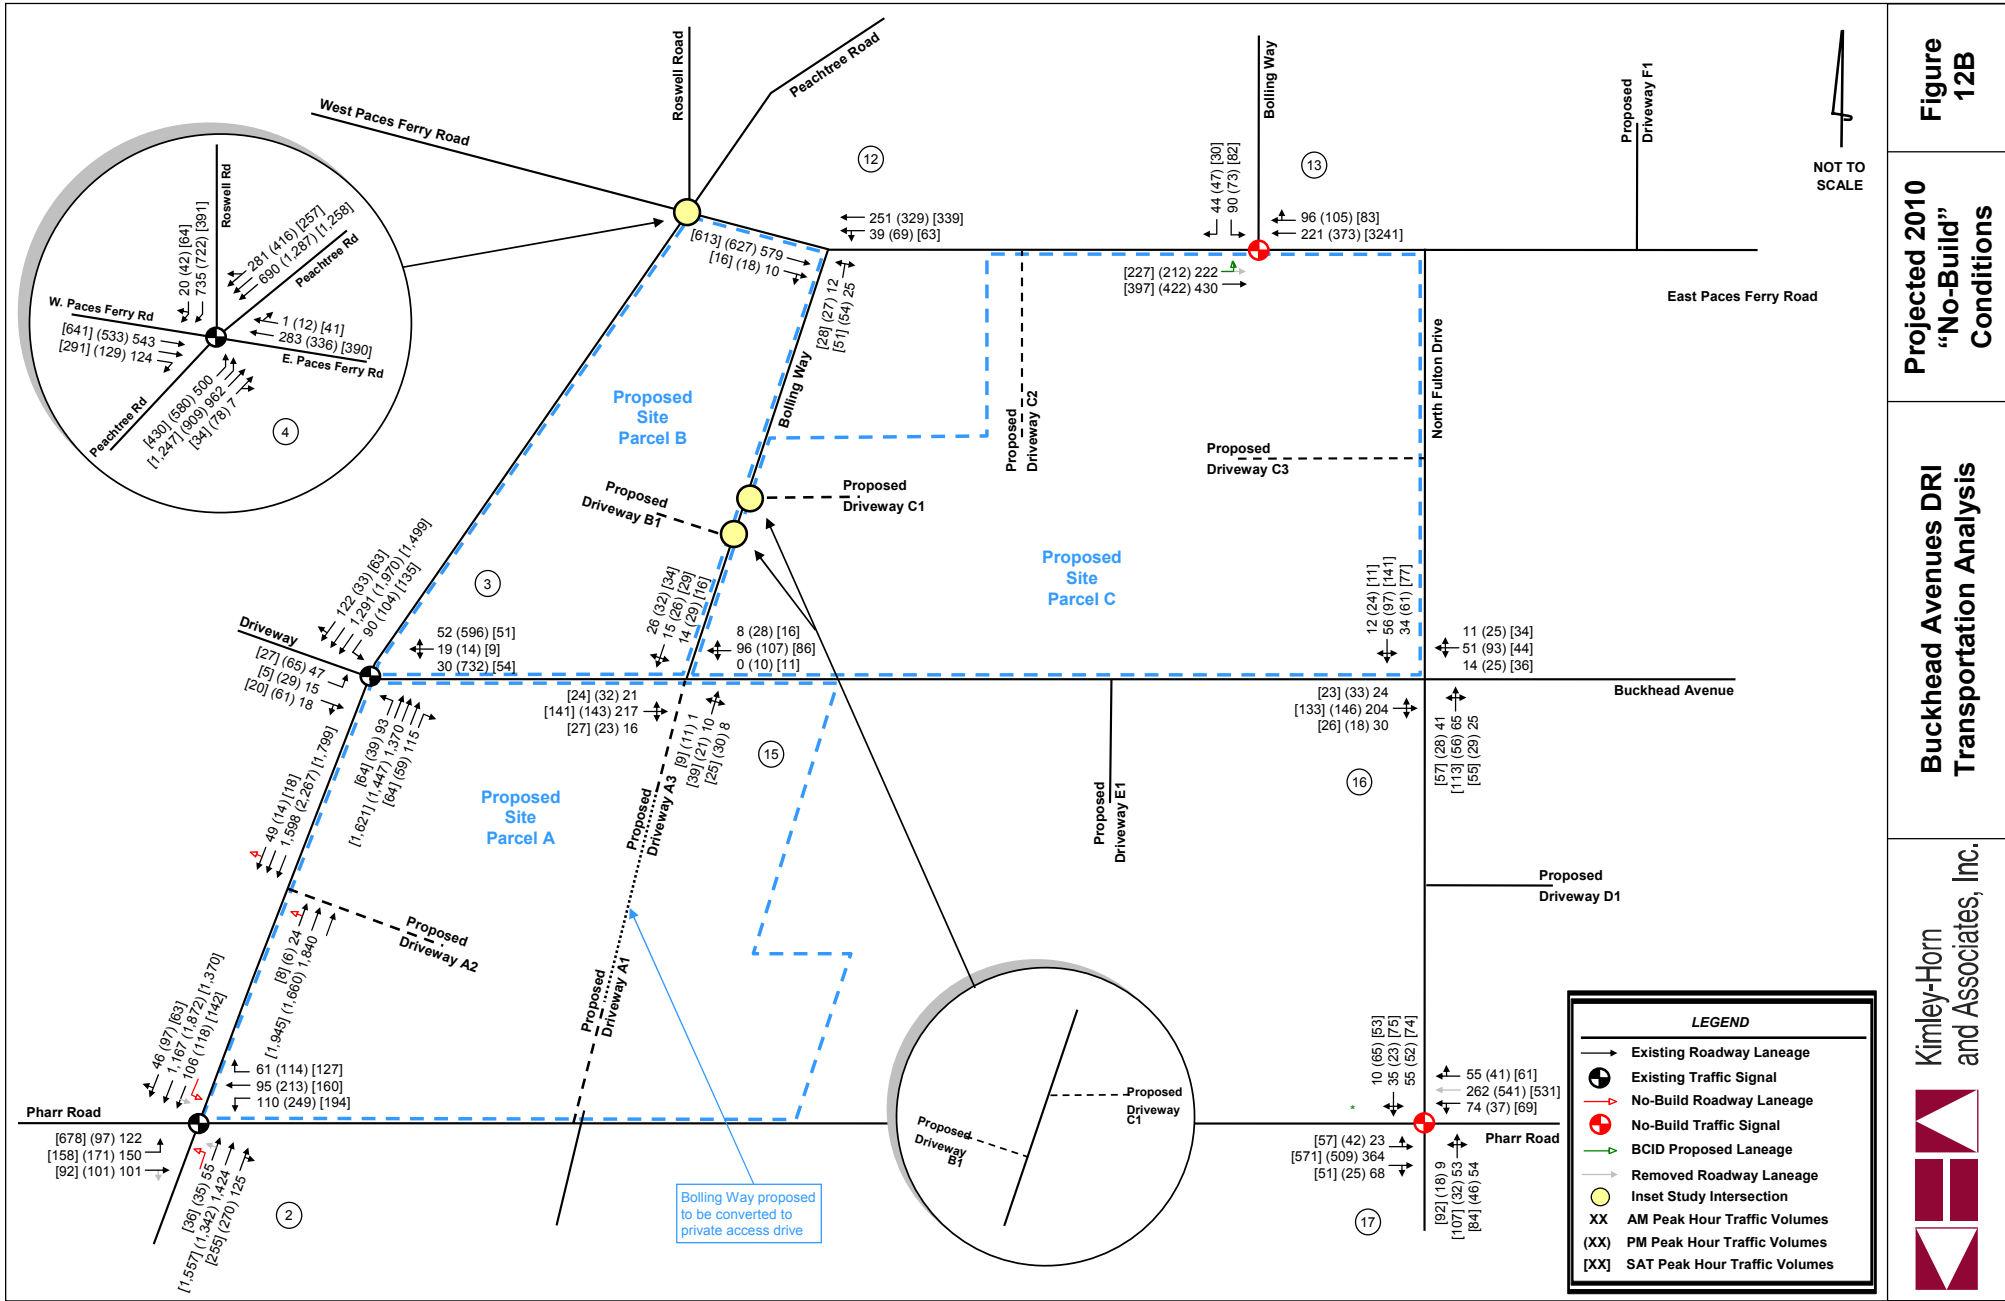 Roswell Road
Peachtree Road
West Paces Ferry Road
12
Bolling Way
13
Proposed
Driveway F1
NOT TO
SCALE
Roswell Rd
20 (42) [64]
735 (722) [391]
281 (416) [257]
690 (1,287) [1,258]
Peachtree Rd
W. Paces Ferry Rd
[641] (533) 543
[291] (129) 124
1 (12) [41]
283 (336) [390]
E. Paces Ferry Rd
Peachtree Rd
[430] (580) 500
[1,247] (909) 962
[34] (78) 7
4
251 (329) [339]
39 (69) [63]
[613] (627) 579
[16] (18) 10
[28] (27) 12
[51] (54) 25
44 (47) [30]
90 (73) [82]
96 (105) [83]
221 (373) [3241]
[227] (212) 222
[397] (422) 430
East Paces Ferry Road
Bolling Way
North Fulton Drive
Proposed
Site
Parcel B
Proposed
Driveway C2
Proposed
Driveway C3
Proposed
Driveway B1
Proposed
Driveway C1
Proposed
Site
Parcel C
3
122 (33) [63]
1,291 (1,970) [1,499]
90 (104) [135]
52 (596) [51]
19 (14) [9]
30 (732) [54]
26 (32) [34]
15 (26) [29]
14 (29) [16]
8 (28) [16]
96 (107) [86]
0 (10) [11]
12 (24) [11]
56 (97) [141]
34 (61) [77]
11 (25) [34]
51 (93) [44]
14 (25) [36]
Driveway
[27] (65) 47
[5] (29) 15
[20] (61) 18
[64] (39) 93
[1,621] (1,447) 1,370
[64] (59) 115
[24] (32) 21
[141] (143) 217
[27] (23) 16
[9] (11) 1
[39] (21) 10
[25] (30) 8
15
[23] (33) 24
[133] (146) 204
[26] (18) 30
[57] (28) 41
[113] (56) 65
[55] (29) 25
16
Buckhead Avenue
49 (14) [18]
1,598 (2,267) [1,799]
Proposed
Site
Parcel A
Proposed
Driveway A3
Proposed
Driveway E1
Proposed
Driveway D1
Proposed
Driveway A2
[8] (6) 24
[1,945] (1,660) 1,840
Proposed
Driveway A1
46 (97) [63]
1,167 (1,872) [1,370]
106 (118) [142]
61 (114) [127]
95 (213) [160]
110 (249) [194]
Pharr Road
[678] (97) 122
[158] (171) 150
[92] (101) 101
[36] (35) 55
[1,557] (1,342) 1,424
[255] (270) 125
2
Bolling Way proposed
to be converted to
private access drive
Proposed
Driveway
C1
Proposed
Driveway
B1
10 (65) [53]
35 (23) [75]
55 (52) [74]
*
55 (41) [61]
262 (541) [531]
74 (37) [69]
Pharr Road
[57] (42) 23
[571] (509) 364
[51] (25) 68
[92] (18) 9
[107] (32) 53
[84] (46) 54
17
LEGEND
Existing Roadway Laneage
Existing Traffic Signal
No-Build Roadway Laneage
No-Build Traffic Signal
BCID Proposed Laneage
Removed Roadway Laneage
Inset Study Intersection
XX AM Peak Hour Traffic Volumes
(XX) PM Peak Hour Traffic Volumes
[XX] SAT Peak Hour Traffic Volumes
Figure
12B
Projected 2010
“No-Build”
Conditions
Buckhead Avenues DRI
Transportation Analysis
Kimley-Horn
and Associates, Inc.